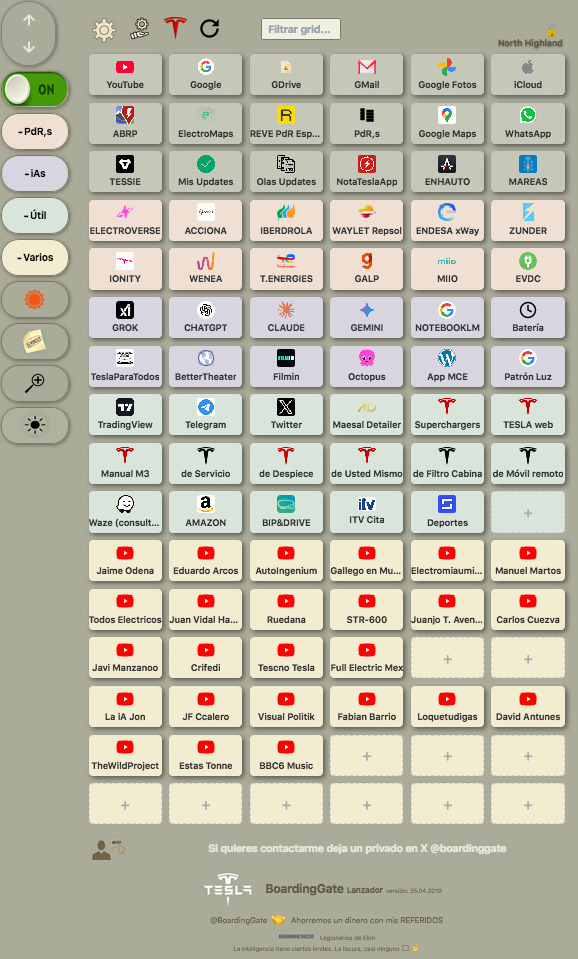 Filtrar grid...
North Highland
ON
- PdR,s
- iAs
- Útil
- Varios
YouTube
Google
GDrive
GMail
Google Fotos
iCloud
ABRP
ElectroMaps
REVE PdR Esp...
PdR,s
Google Maps
WhatsApp
TESSIE
Mis Updates
Olas Updates
NotaTeslaApp
ENHAUTO
MAREAS
ELECTROVERSE
ACCIONA
IBERDROLA
WAYLET Repsol
ENDESA xWay
ZUNDER
IONITY
WENEA
T.ENERGIES
GALP
MIIO
EVDC
GROK
CHATGPT
CLAUDE
GEMINI
NOTEBOOKLM
Batería
TeslaParaTodos
BetterTheater
Filmin
Octopus
App MCE
Patrón Luz
TradingView
Telegram
Twitter
Maesal Detailer
Superchargers
TESLA web
Manual M3
de Servicio
de Despiece
de Usted Mismo
de Filtro Cabina
de Móvil remoto
Waze (consult...
AMAZON
BIP&DRIVE
ITV Cita
Deportes
Jaime Odena
Eduardo Arcos
AutoIngenium
Gallego en Mu...
Electromiaumi...
Manuel Martos
Todos Electricos
Juan Vidal Ha...
Ruedana
STR-600
Juanjo T. Aven...
Carlos Cuezva
Javi Manzanoo
Crifedi
Tescno Tesla
Full Electric Mex
La iA Jon
JF Ccalero
Visual Politik
Fabian Barrio
Loquetudigas
David Antunes
TheWildProject
Estas Tonne
BBC6 Music
Si quieres contactarme deja un privado en X @boardinggate
TESLA BoardingGate Lanzador versión: 25.04.3019
@BoardingGate 🤝 Ahorremos un dinero con mis REFERIDOS
Legionarios de Elon
La Inteligencia tiene ciertos límites. La locura, casi ninguno